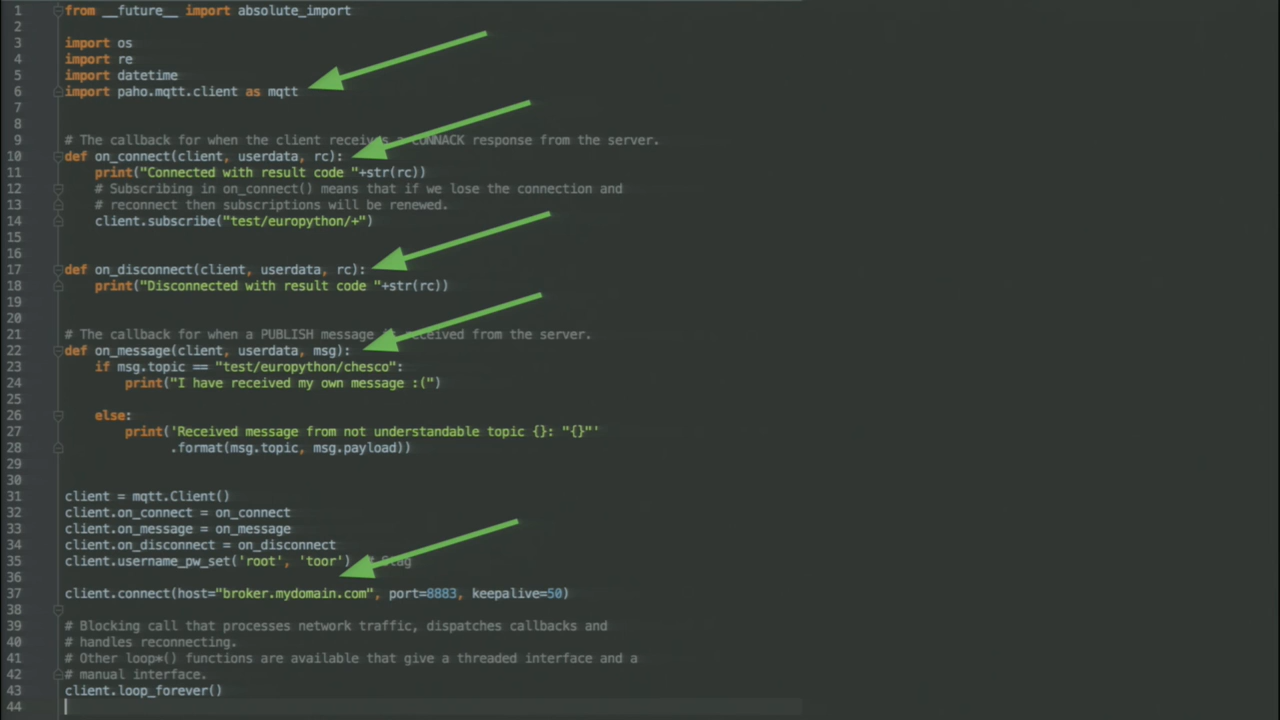 1 from __future__ import absolute_import
2
3 import os
4 import re
5 import datetime
6 import paho.mqtt.client as mqtt
7
8
9 # The callback for when the client receives a CONNACK response from the server.
10 def on_connect(client, userdata, rc):
11 print("Connected with result code "+str(rc))
12 # Subscribing in on_connect() means that if we lose the connection and
13 # reconnect then subscriptions will be renewed.
14 client.subscribe("test/europython/+")
15
16
17 def on_disconnect(client, userdata, rc):
18 print("Disconnected with result code "+str(rc))
19
20
21 # The callback for when a PUBLISH message is received from the server.
22 def on_message(client, userdata, msg):
23 if msg.topic == "test/europython/chesco":
24 print("I have received my own message :(")
25
26 else:
27 print('Received message from not understandable topic {}: "{}"'
28 .format(msg.topic, msg.payload))
29
30
31 client = mqtt.Client()
32 client.on_connect = on_connect
33 client.on_message = on_message
34 client.on_disconnect = on_disconnect
35 client.username_pw_set('root', 'toor') # Stag
36
37 client.connect(host="broker.mydomain.com", port=8883, keepalive=50)
38
39 # Blocking call that processes network traffic, dispatches callbacks and
40 # handles reconnecting.
41 # Other loop*() functions are available that give a threaded interface and a
42 # manual interface.
43 client.loop_forever()
44